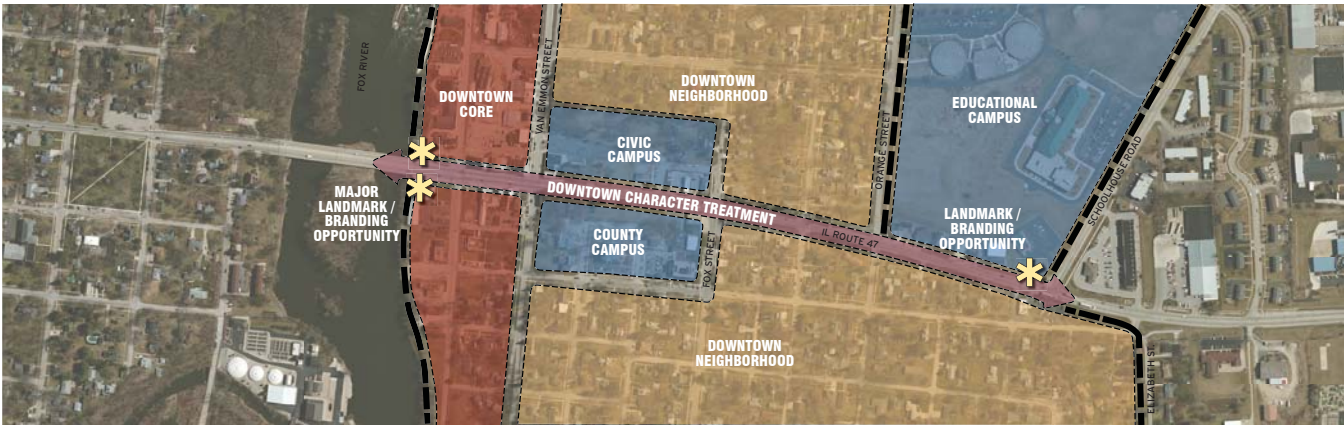 FOX RIVER
DOWNTOWN
CORE
VAN EMMON STREET
DOWNTOWN
NEIGHBORHOOD
ORANGE STREET
EDUCATIONAL
CAMPUS
SCHOOLHOUSE ROAD
CIVIC
CAMPUS
MAJOR
LANDMARK /
BRANDING
OPPORTUNITY
DOWNTOWN CHARACTER TREATMENT
COUNTY
CAMPUS
FOX STREET
IL ROUTE 47
LANDMARK /
BRANDING
OPPORTUNITY
DOWNTOWN
NEIGHBORHOOD
ELIZABETH ST